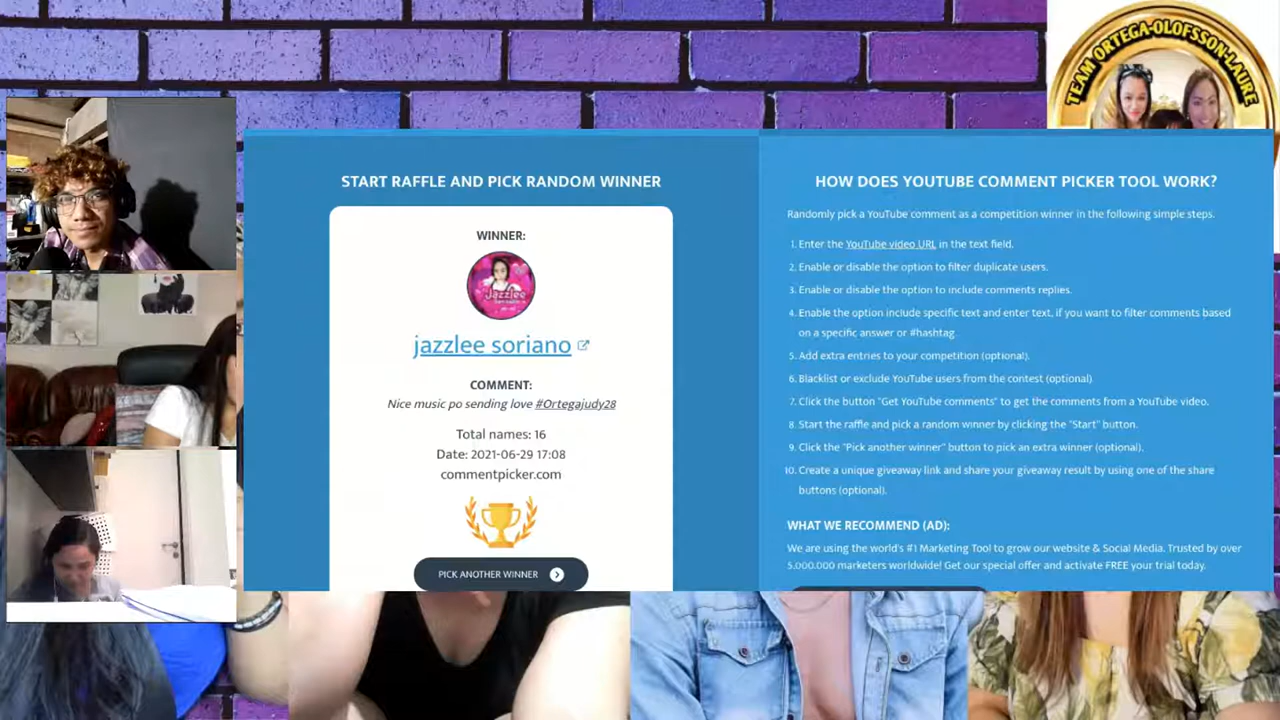 TEAM ORTEGA-OLOFSSON-LAURE
START RAFFLE AND PICK RANDOM WINNER
WINNER:
Jazzlee
jazzlee soriano
COMMENT:
Nice music po sending love #Ortegajudy28
Total names: 16
Date: 2021-06-29 17:08
commentpicker.com
PICK ANOTHER WINNER
HOW DOES YOUTUBE COMMENT PICKER TOOL WORK?
Randomly pick a YouTube comment as a competition winner in the following simple steps.
1. Enter the YouTube video URL in the text field.
2. Enable or disable the option to filter duplicate users.
3. Enable or disable the option to include comments replies.
4. Enable the option include specific text and enter text, if you want to filter comments based
on a specific answer or #hashtag.
5. Add extra entries to your competition (optional).
6. Blacklist or exclude YouTube users from the contest (optional)
7. Click the button "Get YouTube comments" to get the comments from a YouTube video.
8. Start the raffle and pick a random winner by clicking the "Start" button.
9. Click the "Pick another winner" button to pick an extra winner (optional).
10. Create a unique giveaway link and share your giveaway result by using one of the share
buttons (optional).
WHAT WE RECOMMEND (AD):
We are using the world's #1 Marketing Tool to grow our website & Social Media. Trusted by over
5.000.000 marketers worldwide! Get our special offer and activate FREE your trial today.